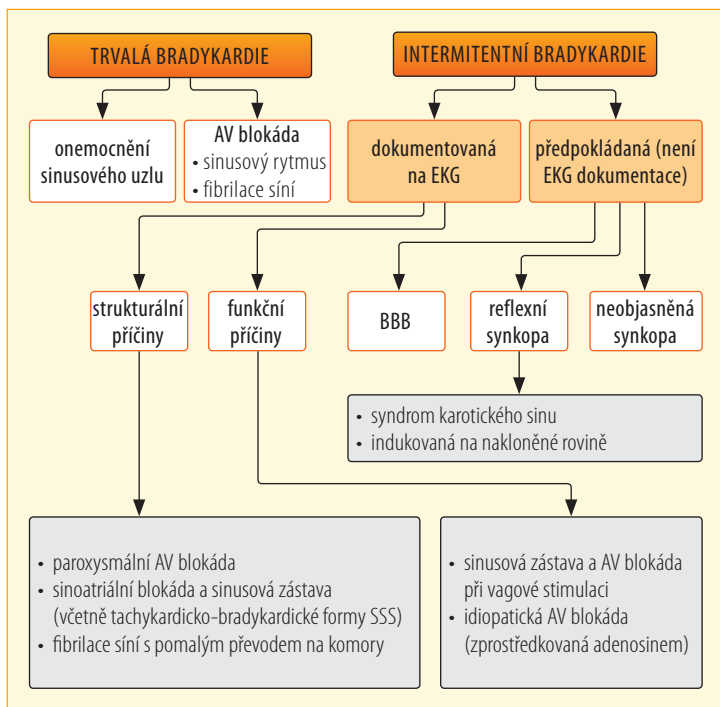 TRVALÁ BRADYKARDIE
INTERMITENTNÍ BRADYKARDIE
onemocnění
sinusového uzlu
AV blokáda
• sinusový rytmus
• fibrilace síní
dokumentovaná
na EKG
předpokládaná (není
EKG dokumentace)
strukturální
příčiny
funkční
příčiny
BBB
reflexní
synkopa
neobjasněná
synkopa
• syndrom karotického sinu
• indukovaná na nakloněné rovině
• paroxysmální AV blokáda
• sinoatriální blokáda a sinusová zástava
(včetně tachykardicko-bradykardické formy SSS)
• fibrilace síní s pomalým převodem na komory
• sinusová zástava a AV blokáda
při vagové stimulaci
• idiopatická AV blokáda
(zprostředkovaná adenosinem)